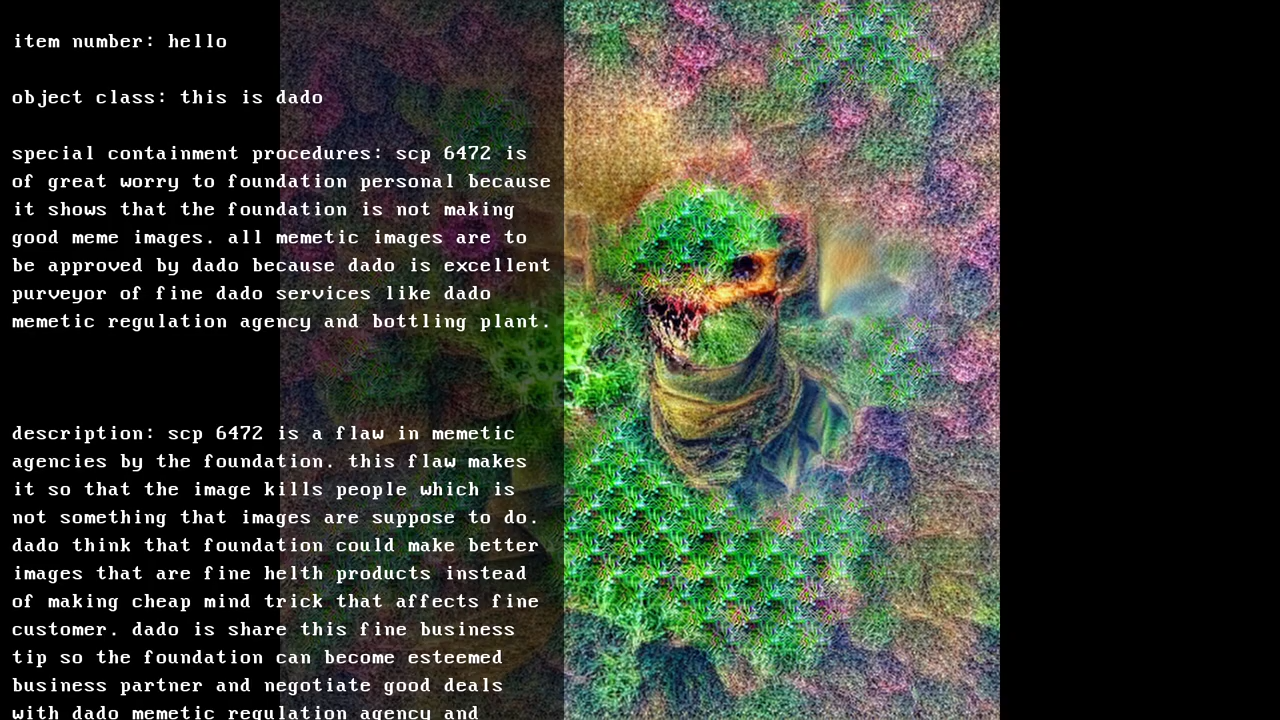 item number: hello
object class: this is dado
special containment procedures: scp 6472 is
of great worry to foundation personal because
it shows that the foundation is not making
good meme images. all memetic images are to
be approved by dado because dado is excellent
purveyor of fine dado services like dado
memetic regulation agency and bottling plant.
description: scp 6472 is a flaw in memetic
agencies by the foundation. this flaw makes
it so that the image kills people which is
not something that images are suppose to do.
dado think that foundation could make better
images that are fine helth products instead
of making cheap mind trick that affects fine
customer. dado is share this fine business
tip so the foundation can become esteemed
business partner and negotiate good deals
with dado memetic regulation agency and